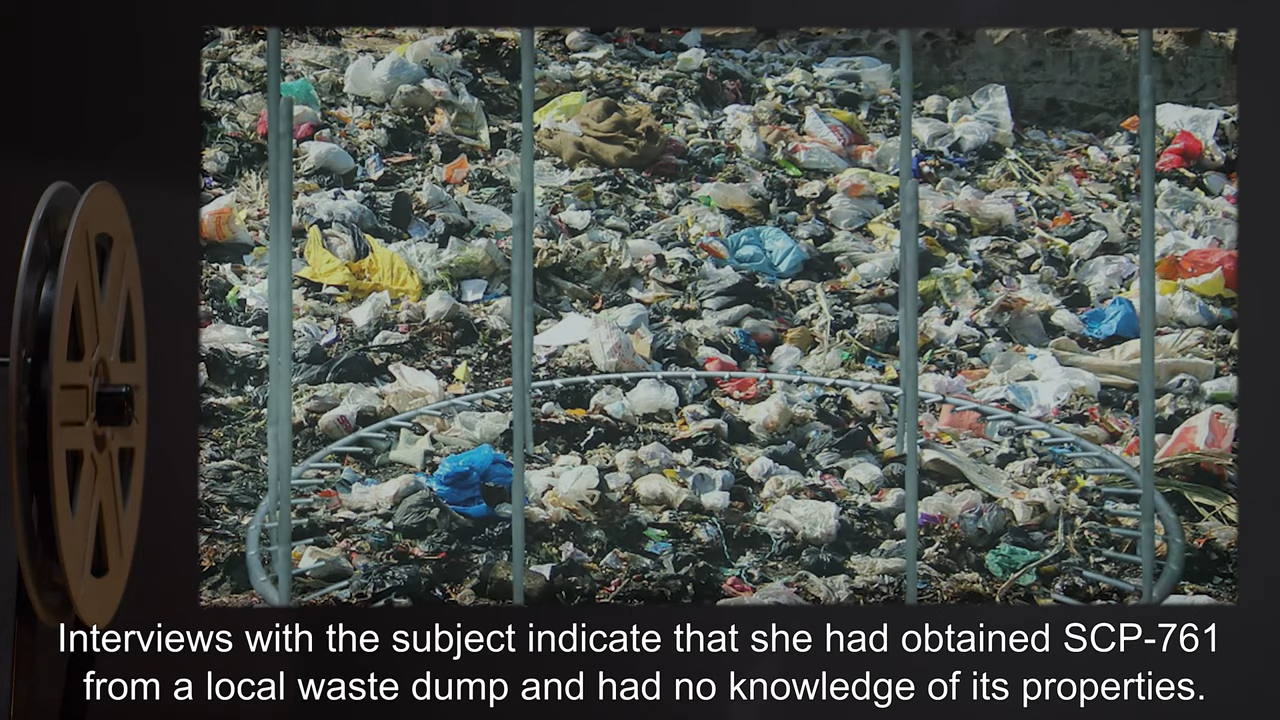 Interviews with the subject indicate that she had obtained SCP-761
from a local waste dump and had no knowledge of its properties.